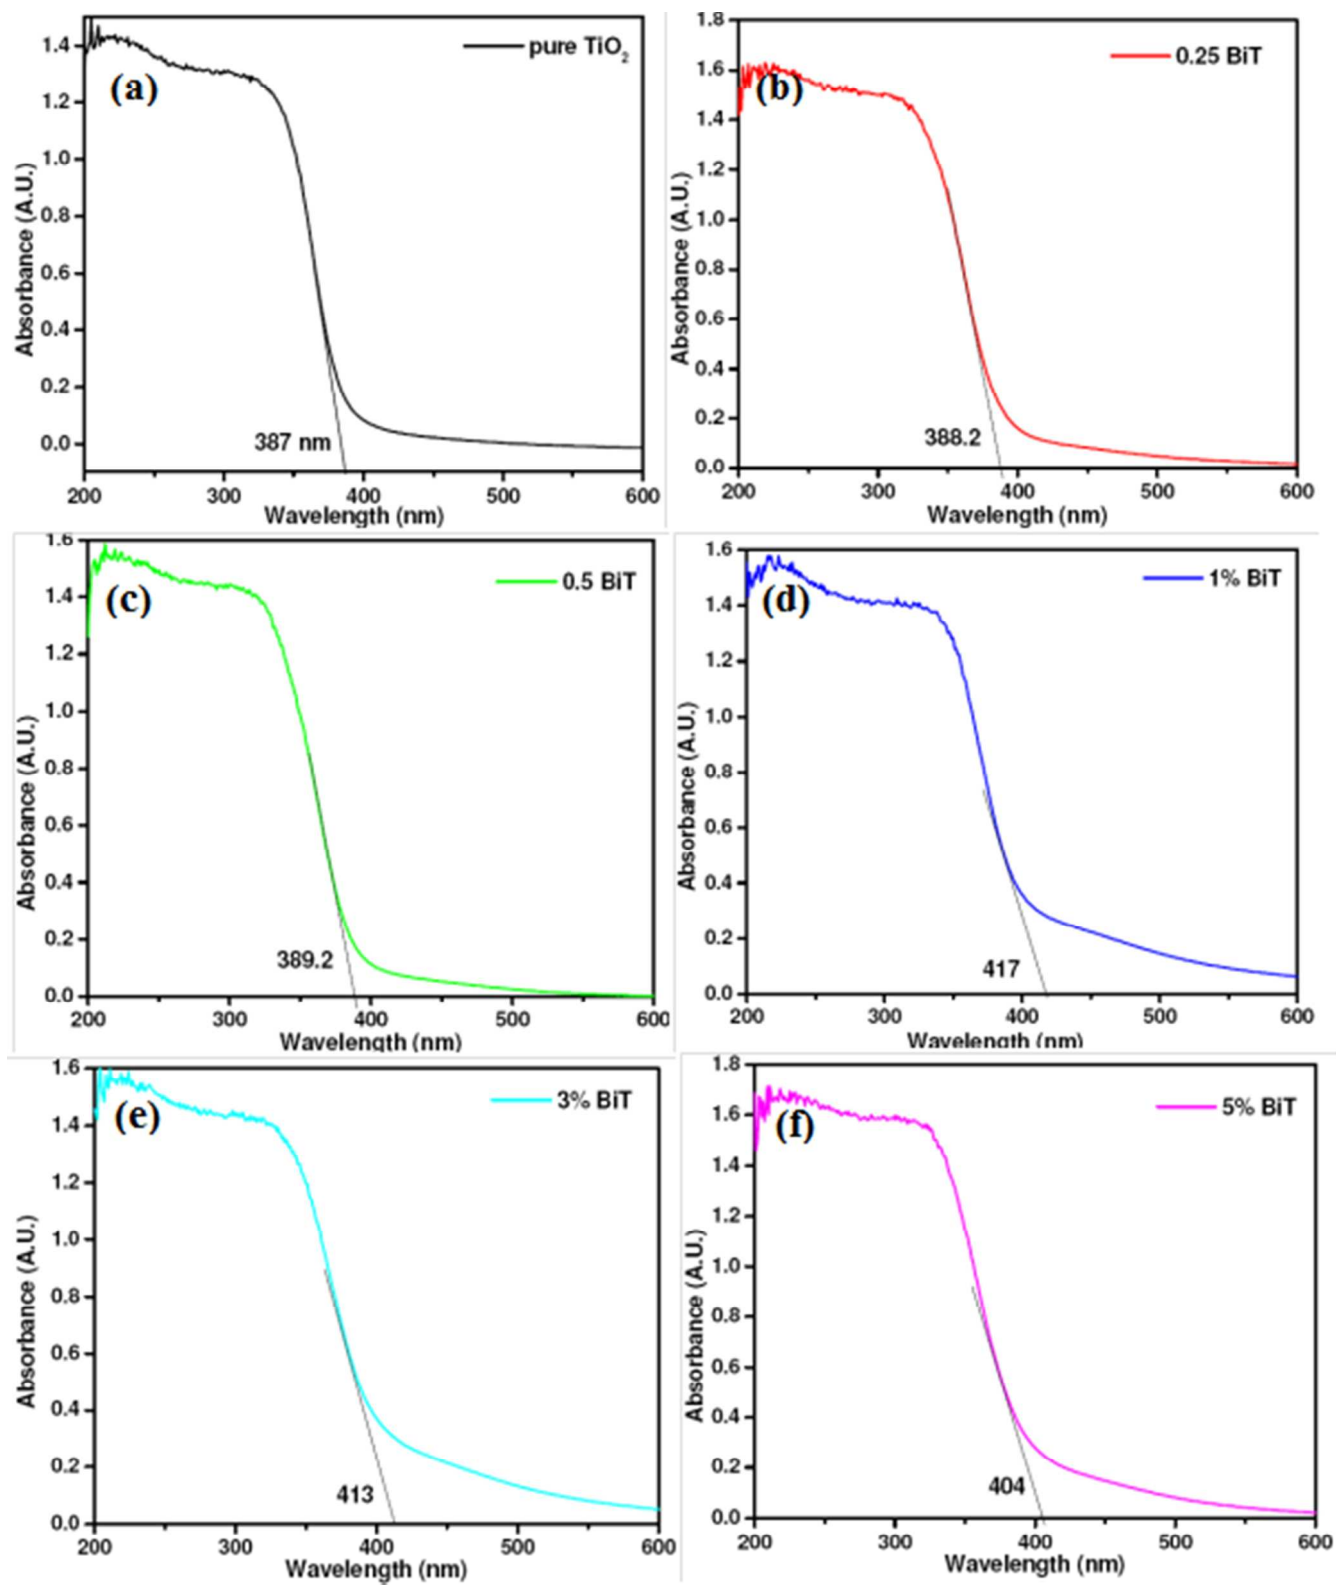 pure TiO2
(a)
Absorbance (A.U.)
1.4
1.2
1.0
0.8
0.6
0.4
0.2
0.0
387 nm
200 300 400 500 600
Wavelength (nm)
0.25 BiT
(b)
Absorbance (A.U.)
1.8
1.6
1.4
1.2
1.0
0.8
0.6
0.4
0.2
0.0
388.2
200 300 400 500 600
Wavelength (nm)
0.5 BiT
(c)
Absorbance (A.U.)
1.6
1.4
1.2
1.0
0.8
0.6
0.4
0.2
0.0
389.2
200 300 400 500 600
Wavelength (nm)
1% BiT
(d)
Absorbance (A.U.)
1.6
1.4
1.2
1.0
0.8
0.6
0.4
0.2
0.0
417
200 300 400 500 600
Wavelength (nm)
3% BiT
(e)
Absorbance (A.U.)
1.6
1.4
1.2
1.0
0.8
0.6
0.4
0.2
0.0
413
200 300 400 500 600
Wavelength (nm)
5% BiT
(f)
Absorbance (A.U.)
1.8
1.6
1.4
1.2
1.0
0.8
0.6
0.4
0.2
0.0
404
200 300 400 500 600
Wavelength (nm)